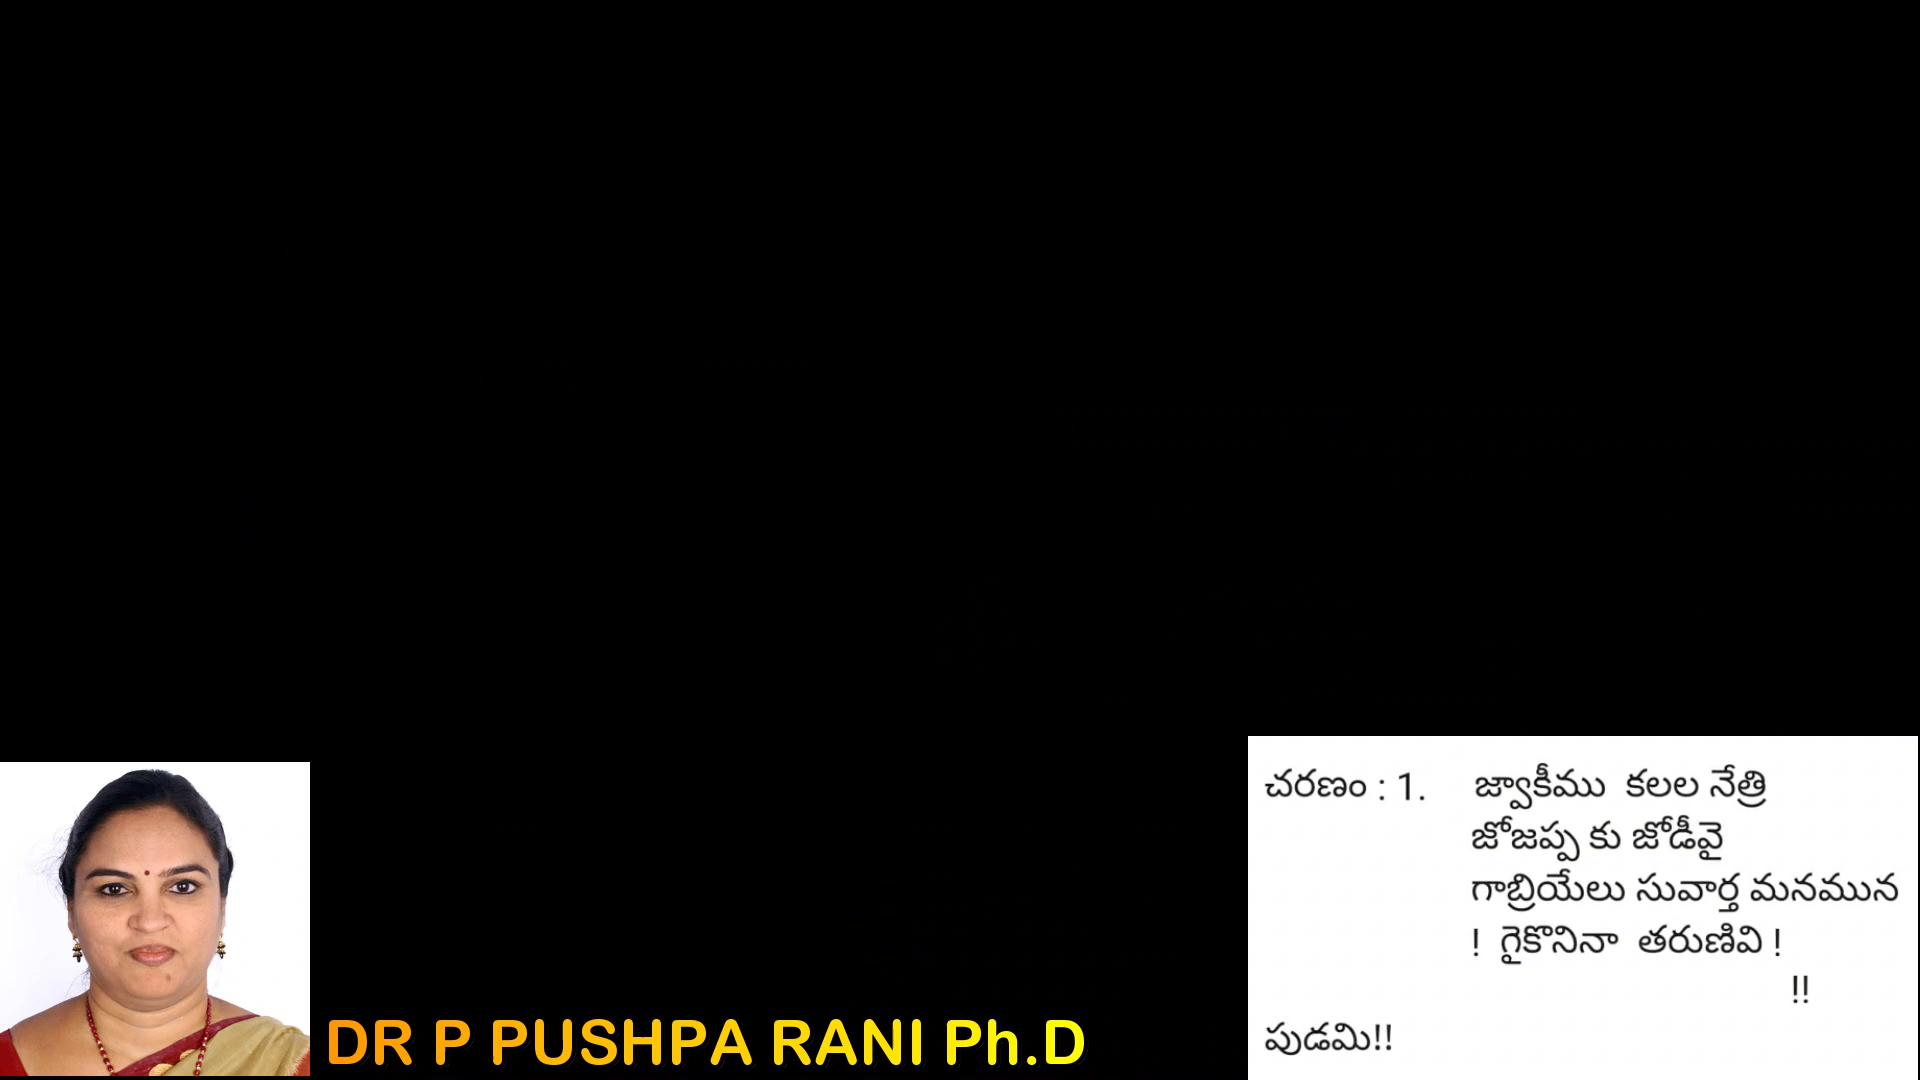 చరణం : 1. జ్వాకీము కలల నేత్రి
జోజప్ప కు జోడీవై
గాబ్రియేలు సువార్త మనమున
! గైకొనినా తరుణివి !
!!
పుడమి!!
DR P PUSHPA RANI Ph.D